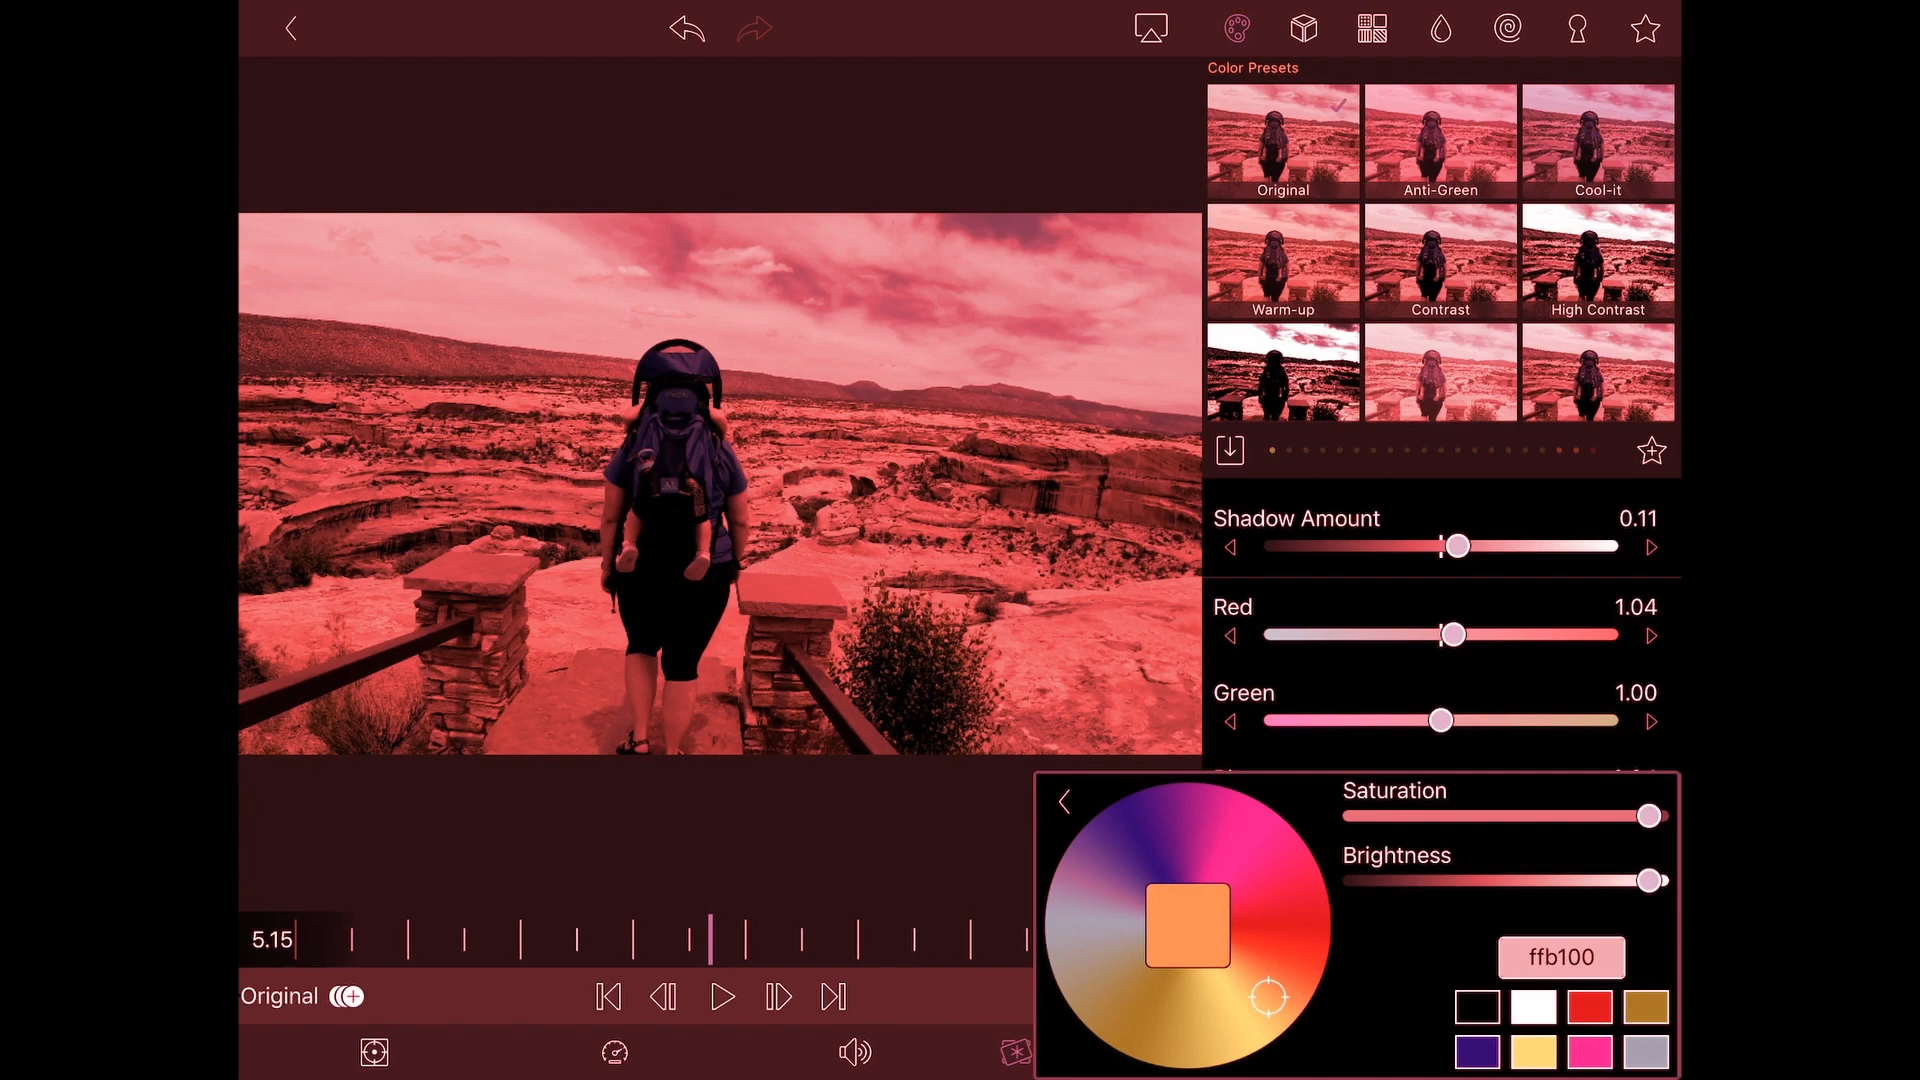 Color Presets
Original
Anti-Green
Cool-it
Warm-up
Contrast
High Contrast
Shadow Amount
0.11
Red
1.04
Green
1.00
Saturation
Brightness
ffb100
5.15
Original